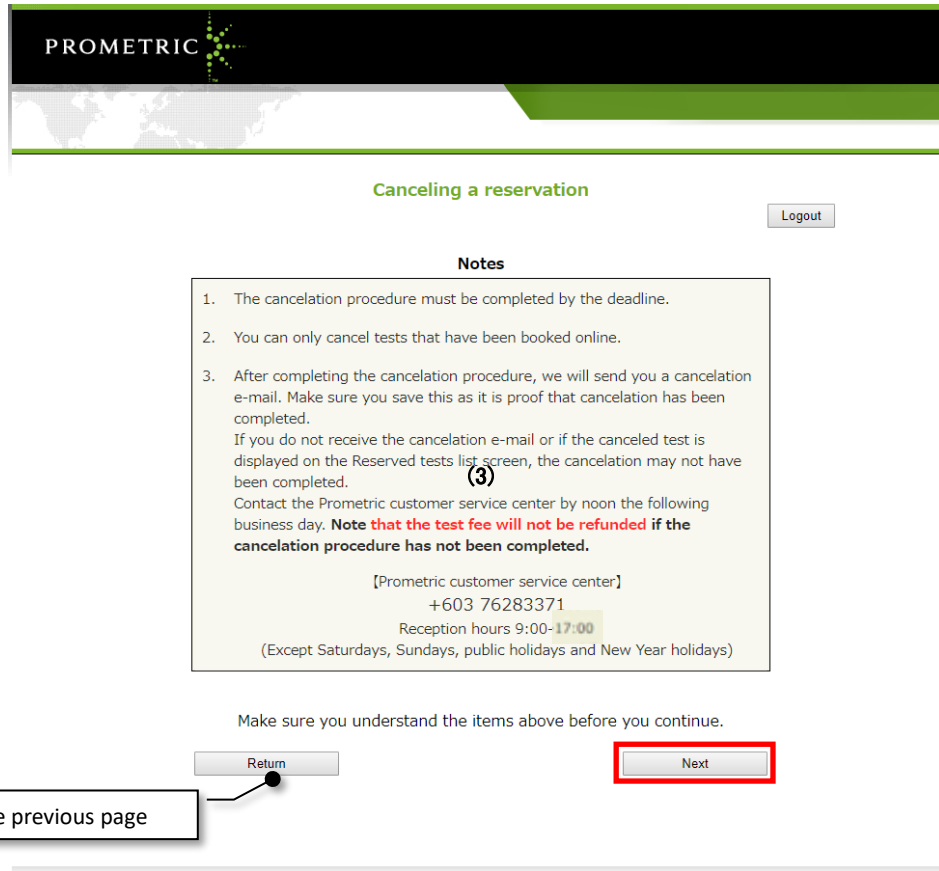 PROMETRIC
TM
Canceling a reservation
Logout
Notes
1. The cancelation procedure must be completed by the deadline.
2. You can only cancel tests that have been booked online.
3. After completing the cancelation procedure, we will send you a cancelation
e-mail. Make sure you save this as it is proof that cancelation has been
completed.
If you do not receive the cancelation e-mail or if the canceled test is
displayed on the Reserved tests list screen, the cancelation may not have
been completed.
(3)
Contact the Prometric customer service center by noon the following
business day. Note that the test fee will not be refunded if the
cancelation procedure has not been completed.
【Prometric customer service center】
+603 76283371
Reception hours 9:00-17:00
(Except Saturdays, Sundays, public holidays and New Year holidays)
Make sure you understand the items above before you continue.
Return
Next
e previous page